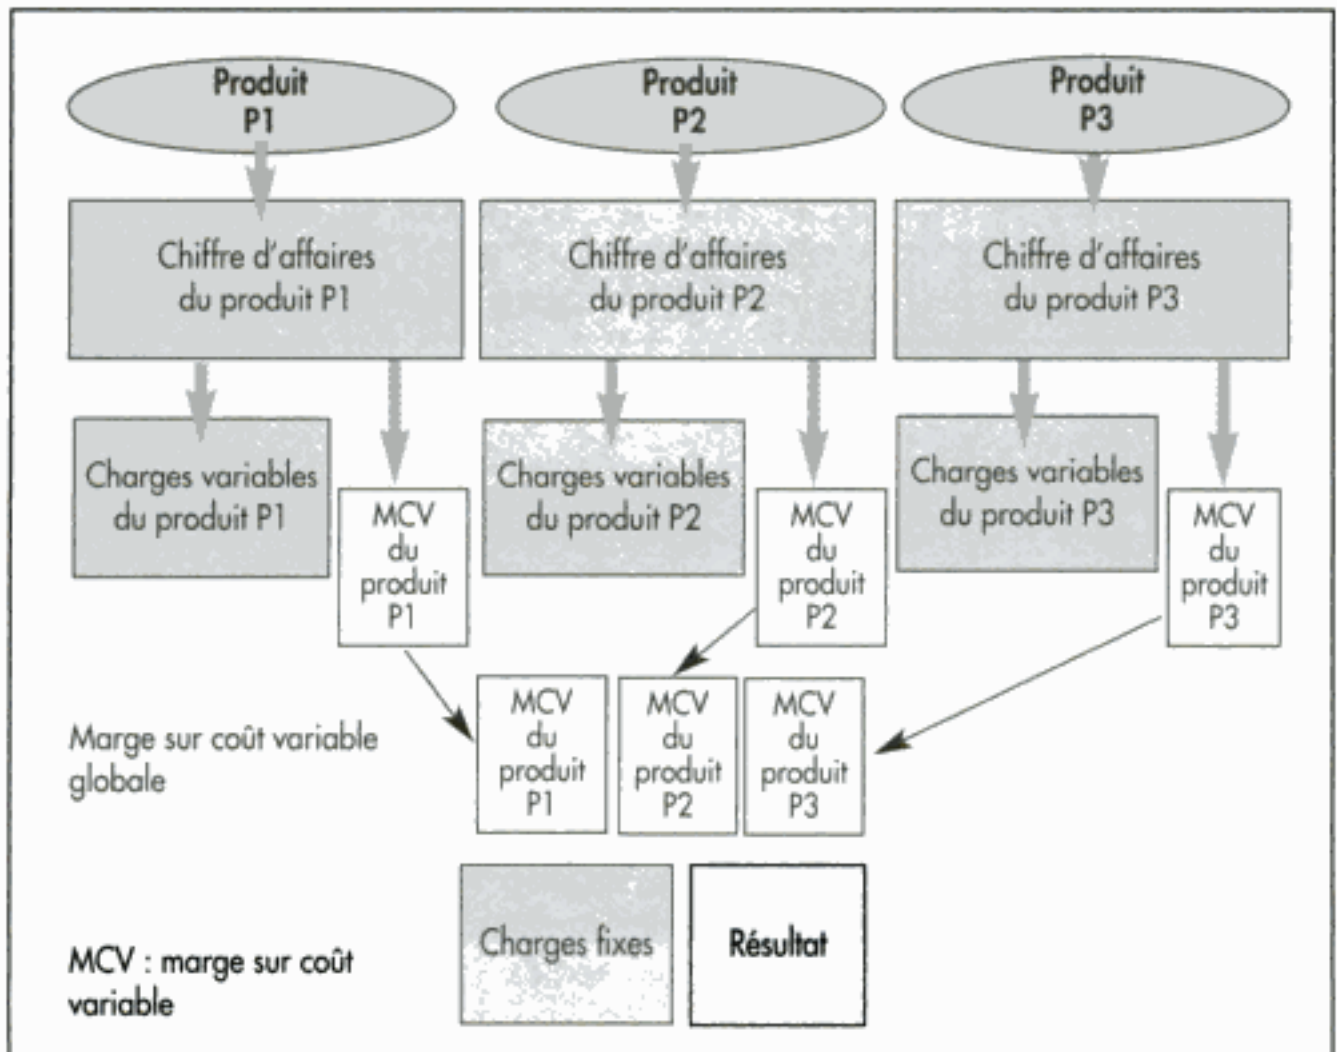 Produit
P1
Produit
P2
Produit
P3
Chiffre d'affaires
du produit P1
Chiffre d'affaires
du produit P2
Chiffre d'affaires
du produit P3
Charges variables
du produit P1
MCV
du
produit
P1
Charges variables
du produit P2
MCV
du
produit
P2
Charges variables
du produit P3
MCV
du
produit
P3
Marge sur coût variable
globale
MCV
du
produit
P1
MCV
du
produit
P2
MCV
du
produit
P3
MCV : marge sur coût
variable
Charges fixes
Résultat